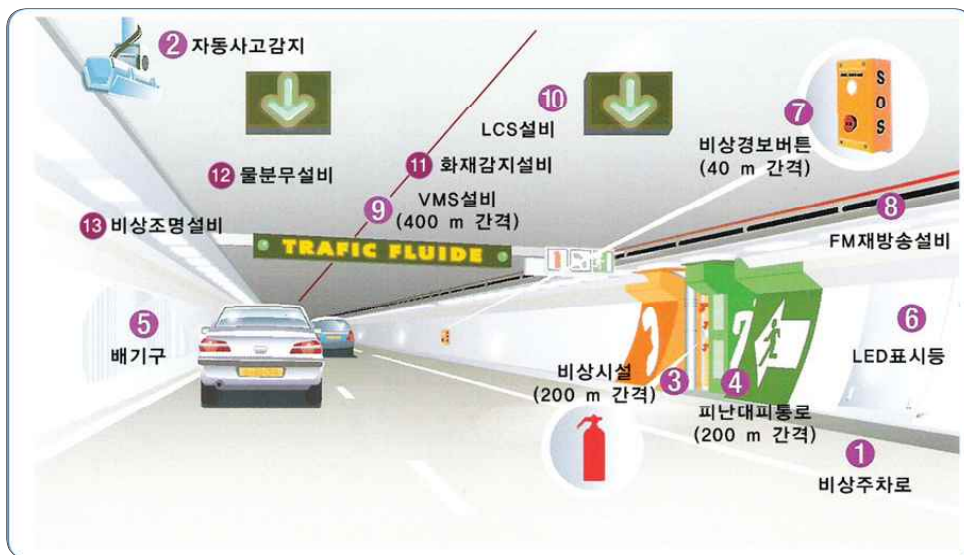 2 자동사고감지
10
LCS설비
7
비상경보버튼
(40 m 간격)
SOS
12 물분무설비
11 화재감지설비
9 VMS설비
(400 m 간격)
13 비상조명설비
8
FM재방송설비
TRAFIC FLUIDE
5
배기구
6
LED표시등
비상시설
(200 m 간격)
3
4
피난대피통로
(200 m 간격)
1
비상주차로